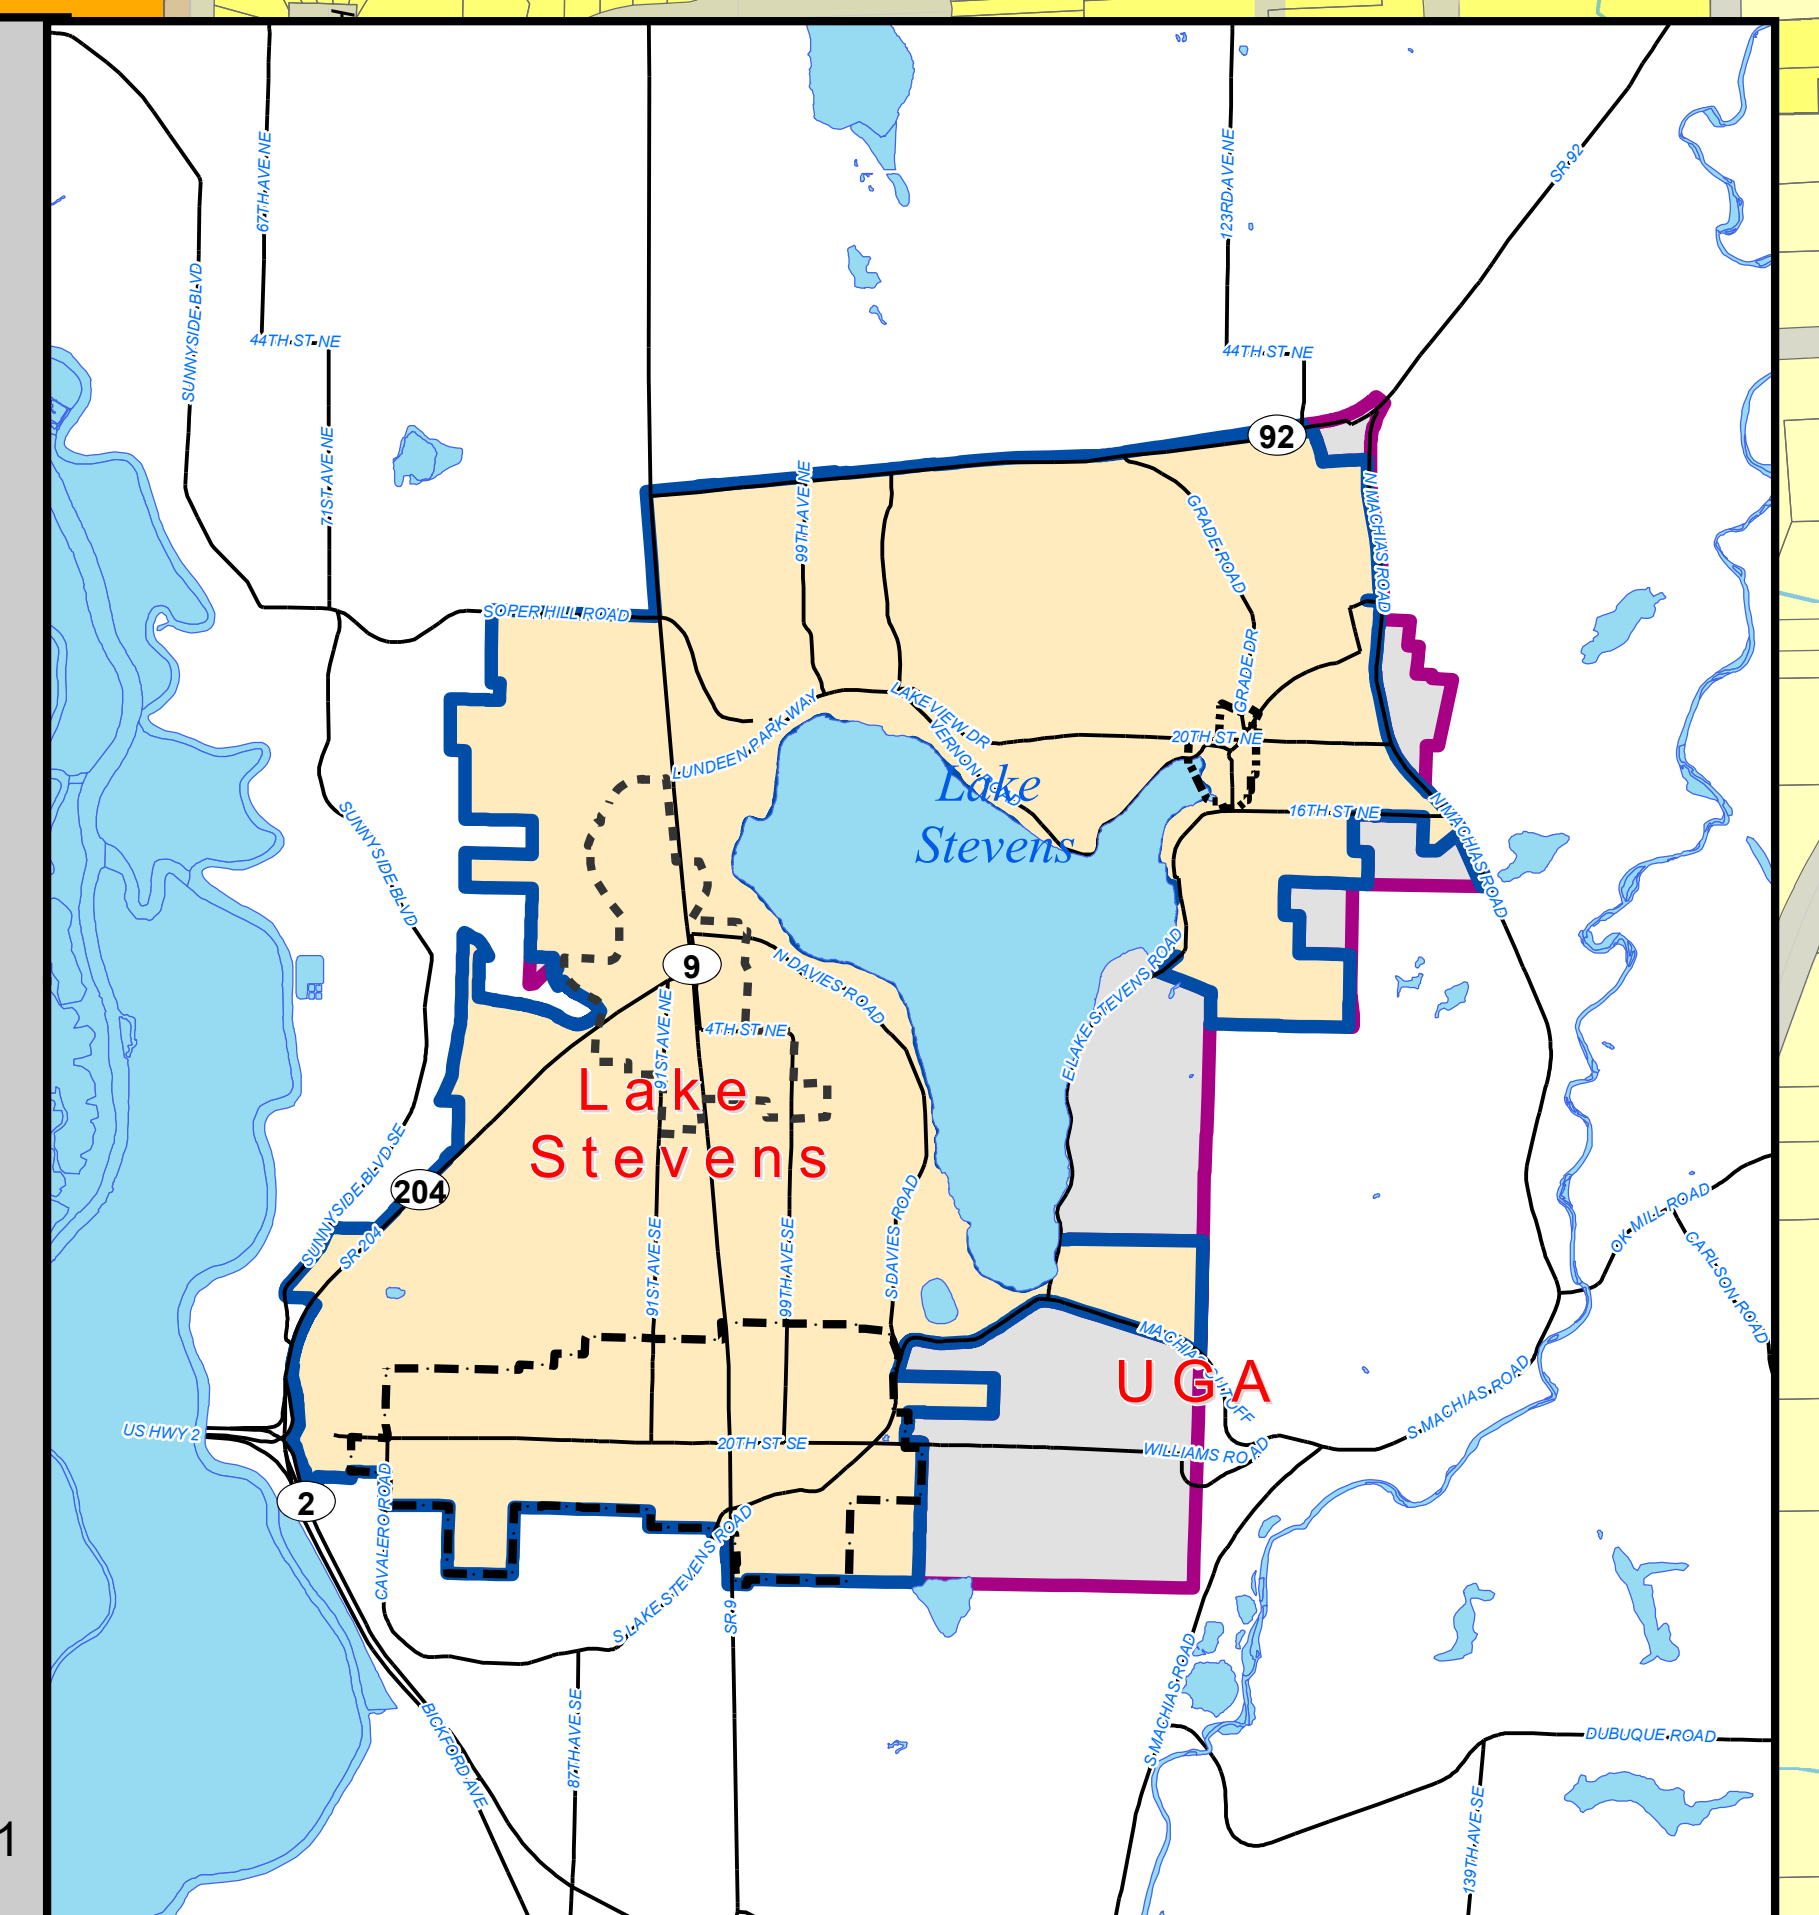 67TH AVE NE
123RD AVE NE
SR 92
SUNNYSIDE BLVD
44TH ST NE
44TH ST NE
92
71ST AVE NE
99TH AVE NE
GRADE ROAD
N MACHIAS ROAD
SOPER HILL ROAD
GRADE DR
LUNDEEN PARK WAY
LAKEVIEW DR
VERNON ROAD
20TH ST NE
Lake
Stevens
16TH ST NE
N MACHIAS ROAD
SUNNYSIDE BLVD
9
N DAVIES ROAD
E LAKE STEVENS ROAD
91ST AVE NE
4TH ST NE
Lake
Stevens
SUNNYSIDE BLVD SE
204
SR 204
91ST AVE SE
99TH AVE SE
S DAVIES ROAD
OK MILL ROAD
CARLSON ROAD
MACHIAS CUTOFF
UGA
S MACHIAS ROAD
US HWY 2
20TH ST SE
WILLIAMS ROAD
2
CAVALERO ROAD
S LAKE STEVENS ROAD
SR 9
S MACHIAS ROAD
BICKFORD AVE
87TH AVE SE
DUBUQUE ROAD
139TH AVE SE
1